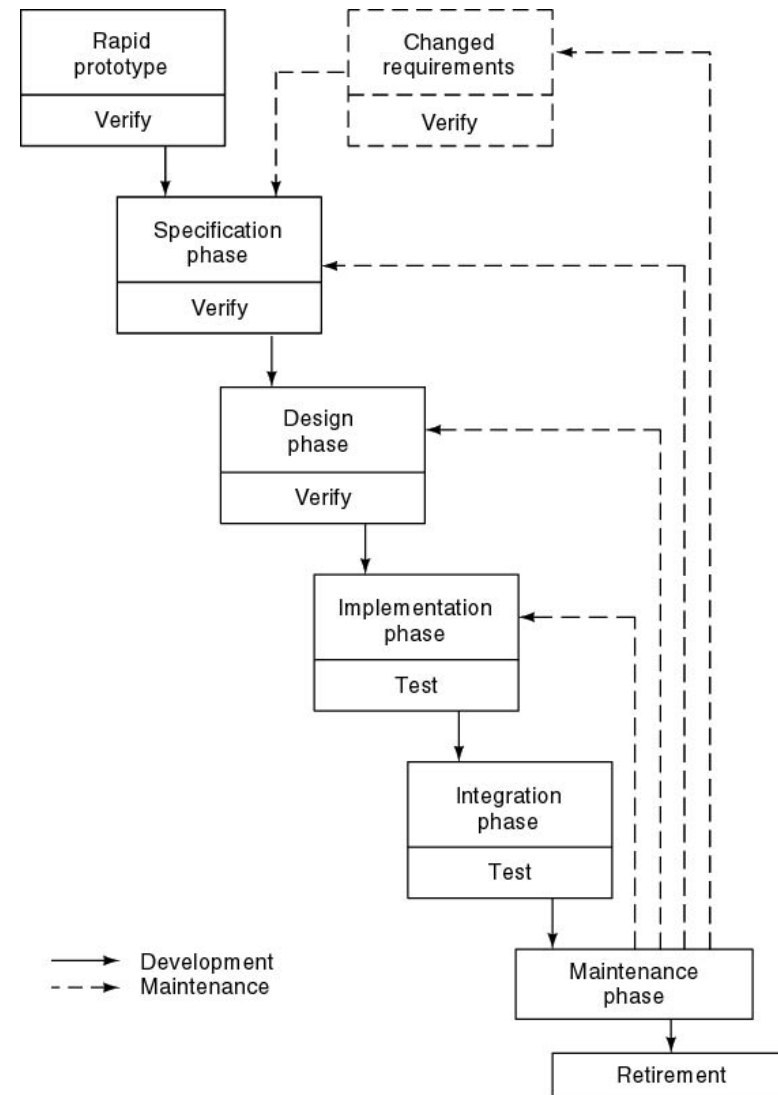 Rapid
prototype
Verify
Changed
requirements
Verify
Specification
phase
Verify
Design
phase
Verify
Implementation
phase
Test
Integration
phase
Test
Development
Maintenance
Maintenance
phase
Retirement